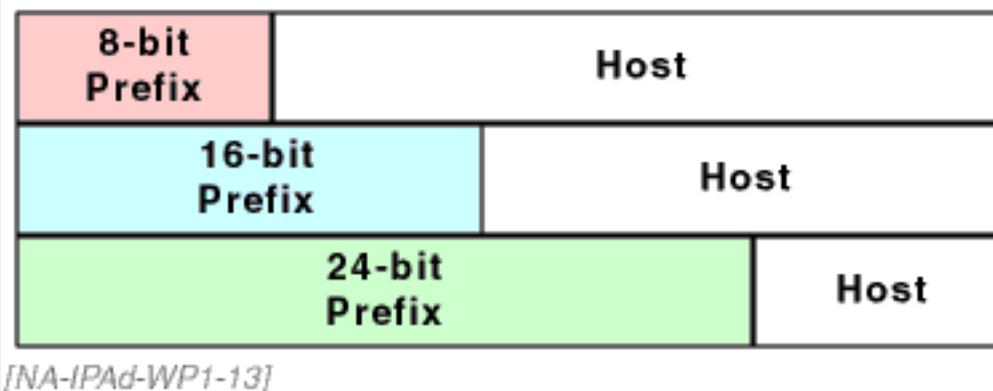 8-bit
Prefix
Host
16-bit
Prefix
Host
24-bit
Prefix
Host
[NA-IPAd-WP1-13]